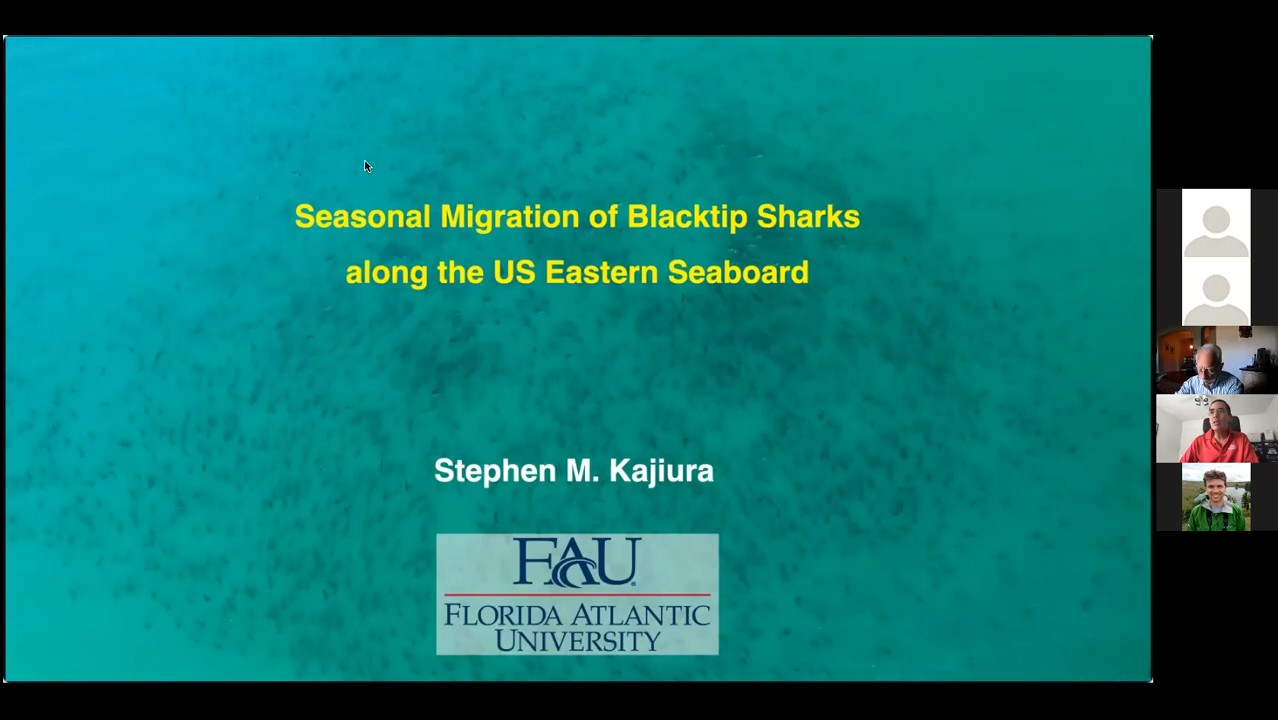 Seasonal Migration of Blacktip Sharks
along the US Eastern Seaboard
Stephen M. Kajiura
FAU
FLORIDA ATLANTIC
UNIVERSITY